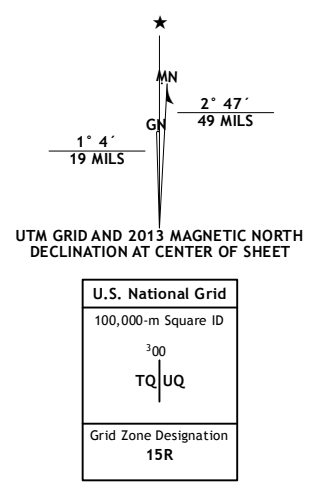 ★
MN
2° 47´
49 MILS
GN
1° 4´
19 MILS
UTM GRID AND 2013 MAGNETIC NORTH
DECLINATION AT CENTER OF SHEET
U.S. National Grid
100,000-m Square ID
³00
TQ UQ
Grid Zone Designation
15R